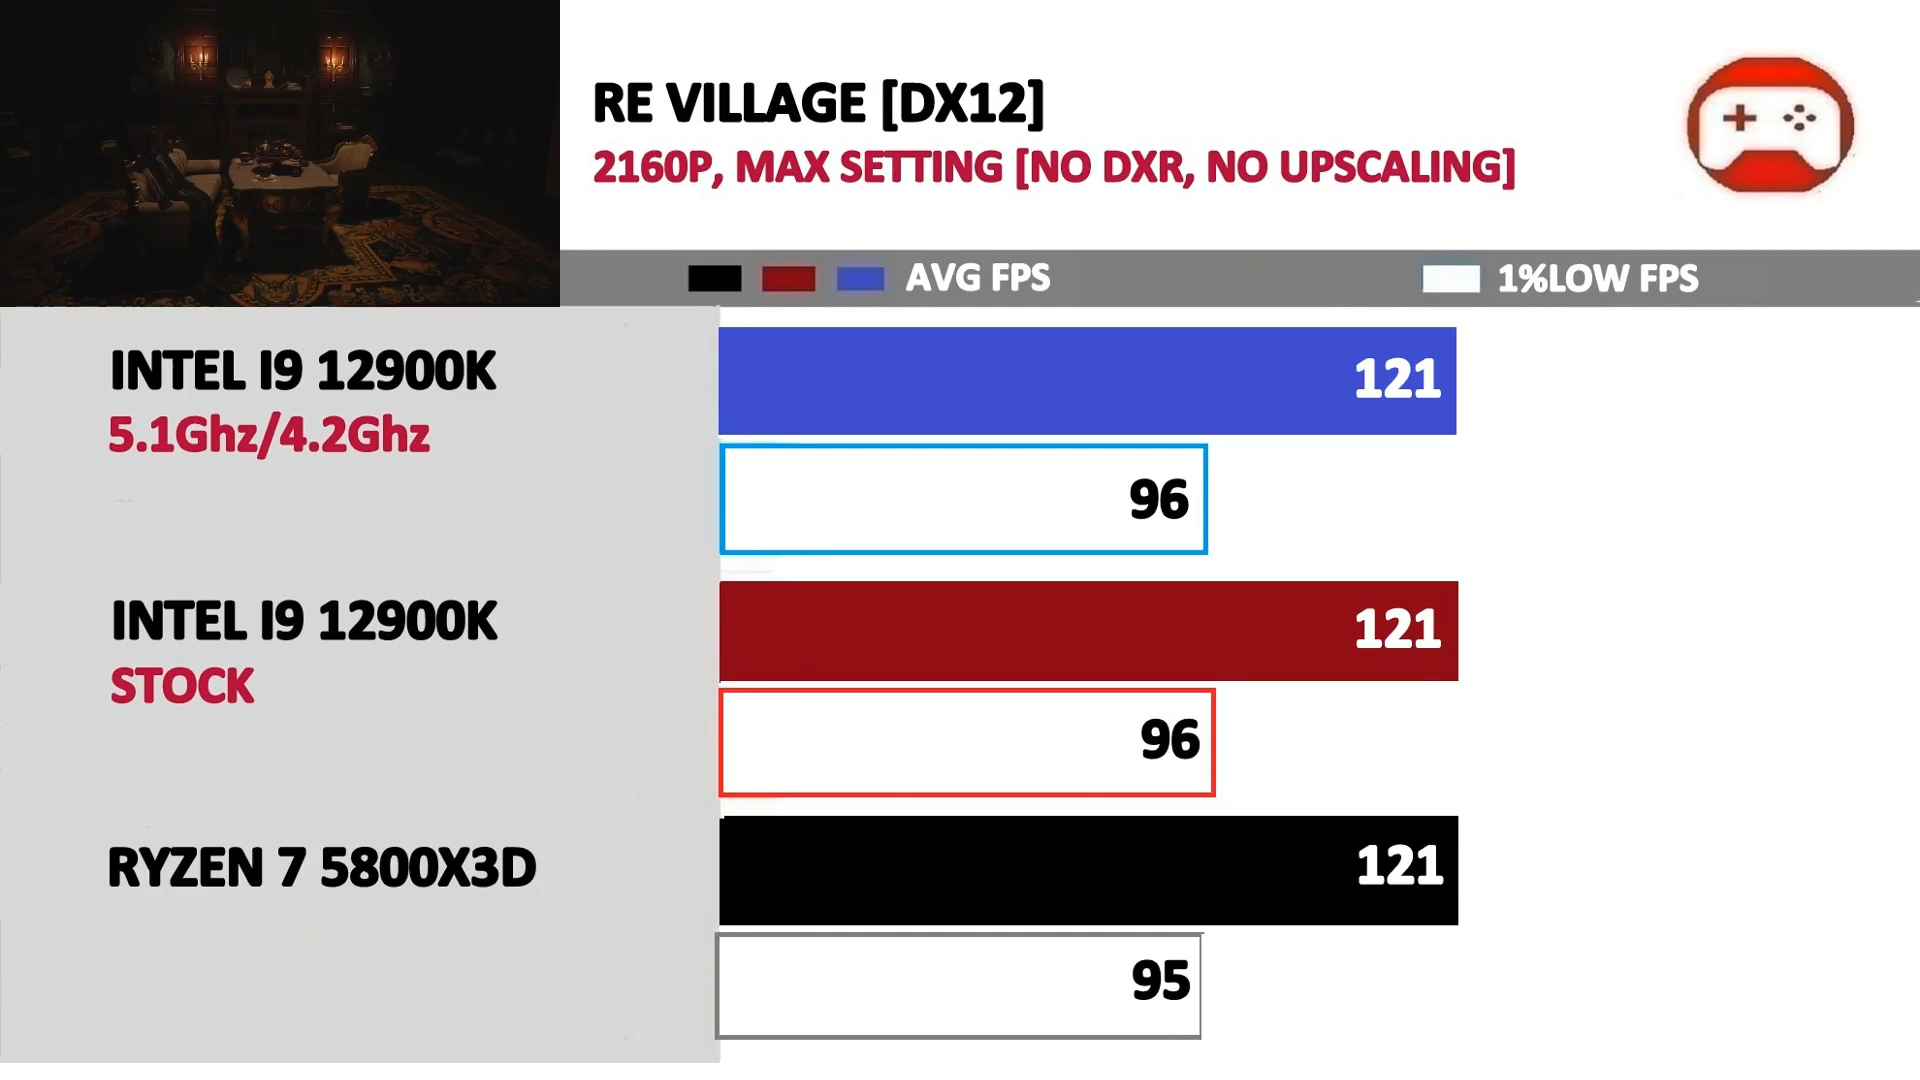 RE VILLAGE [DX12]
2160P, MAX SETTING [NO DXR, NO UPSCALING]
AVG FPS
1%LOW FPS
INTEL I9 12900K
5.1Ghz/4.2Ghz
121
96
INTEL I9 12900K
STOCK
121
96
RYZEN 7 5800X3D
121
95